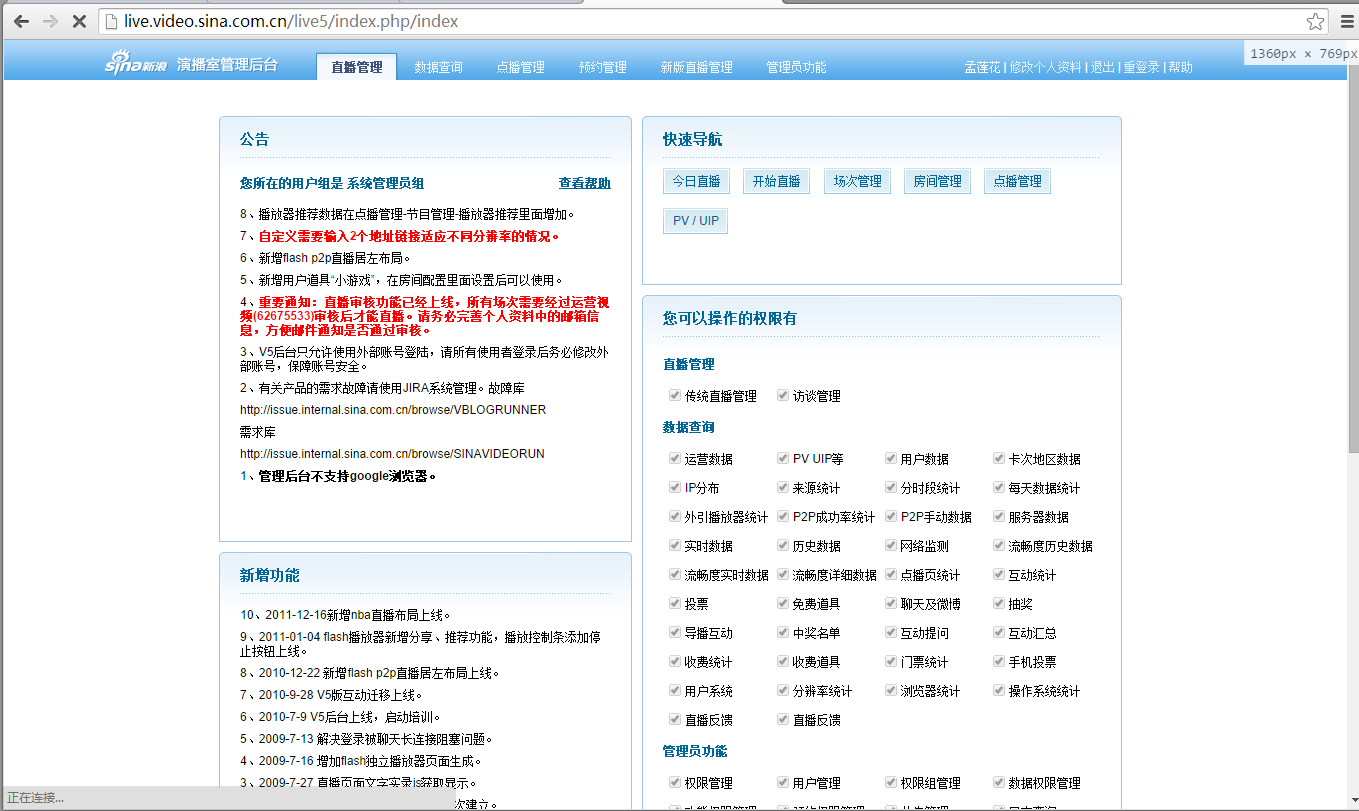 live.video.sina.com.cn/live5/index.php/index
1360px × 769px
sina新浪 演播室管理后台 直播管理 数据查询 点播管理 预约管理 新版直播管理 管理员功能 孟莲花 | 修改个人资料 | 退出 | 重登录 | 帮助
公告
您所在的用户组是 系统管理员组 查看帮助
8、播放器推荐数据在点播管理-节目管理-播放器推荐里面增加。
7、自定义需要输入2个地址链接适应不同分辨率的情况。
6、新增flash p2p直播居左布局。
5、新增用户道具“小游戏”，在房间配置里面设置后可以使用。
4、重要通知：直播审核功能已经上线，所有场次需要经过运营视
频(62675533)审核后才能直播。请务必完善个人资料中的邮箱信
息，方便邮件通知是否通过审核。
3、V5后台只允许使用外部账号登陆，请所有使用者登录后务必修改外
部账号，保障账号安全。
2、有关产品的需求故障请使用JIRA系统管理。故障库
http://issue.internal.sina.com.cn/browse/VBLOGRUNNER
需求库
http://issue.internal.sina.com.cn/browse/SINAVIDEORUN
1、管理后台不支持google浏览器。
新增功能
10、2011-12-16新增nba直播布局上线。
9、2011-01-04 flash播放器新增分享、推荐功能，播放控制条添加停
止按钮上线。
8、2010-12-22 新增flash p2p直播居左布局上线。
7、2010-9-28 V5版互动迁移上线。
6、2010-7-9 V5后台上线，启动培训。
5、2009-7-13 解决登录被聊天长连接阻塞问题。
4、2009-7-16 增加flash独立播放器页面生成。
3、2009-7-27 直播页面文字实录js获取显示。
次建立。
正在连接...
快速导航
今日直播 开始直播 场次管理 房间管理 点播管理
PV / UIP
您可以操作的权限有
直播管理
传统直播管理 访谈管理
数据查询
运营数据 PV UIP等 用户数据 卡次地区数据
IP分布 来源统计 分时段统计 每天数据统计
外引播放器统计 P2P成功率统计 P2P手动数据 服务器数据
实时数据 历史数据 网络监测 流畅度历史数据
流畅度实时数据 流畅度详细数据 点播页统计 互动统计
投票 免费道具 聊天及微博 抽奖
导播互动 中奖名单 互动提问 互动汇总
收费统计 收费道具 门票统计 手机投票
用户系统 分辨率统计 浏览器统计 操作系统统计
直播反馈 直播反馈
管理员功能
权限管理 用户管理 权限组管理 数据权限管理